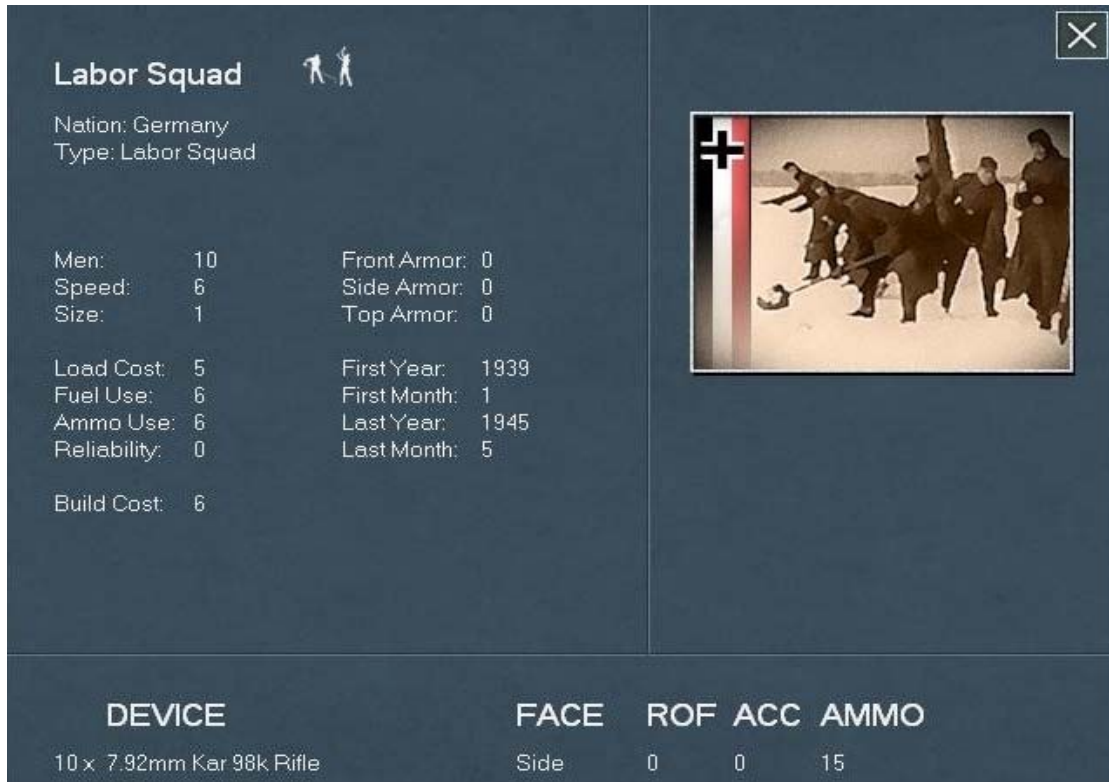 Labor Squad
Nation: Germany
Type: Labor Squad
Men: 10 Front Armor: 0
Speed: 6 Side Armor: 0
Size: 1 Top Armor: 0
Load Cost: 5 First Year: 1939
Fuel Use: 6 First Month: 1
Ammo Use: 6 Last Year: 1945
Reliability: 0 Last Month: 5
Build Cost: 6
DEVICE FACE ROF ACC AMMO
10 x 7.92mm Kar 98k Rifle Side 0 0 15